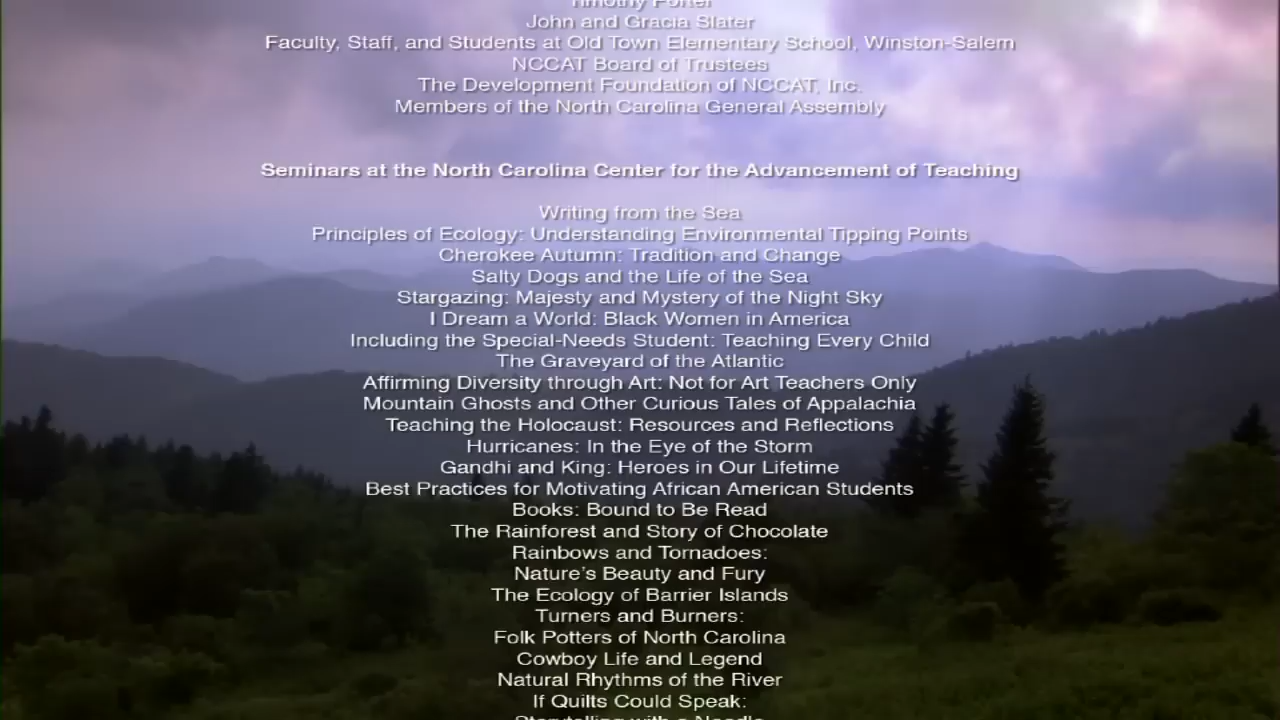 Timothy Porter
John and Gracia Slater
Faculty, Staff, and Students at Old Town Elementary School, Winston-Salem
NCCAT Board of Trustees
The Development Foundation of NCCAT, Inc.
Members of the North Carolina General Assembly
Seminars at the North Carolina Center for the Advancement of Teaching
Writing from the Sea
Principles of Ecology: Understanding Environmental Tipping Points
Cherokee Autumn: Tradition and Change
Salty Dogs and the Life of the Sea
Stargazing: Majesty and Mystery of the Night Sky
I Dream a World: Black Women in America
Including the Special-Needs Student: Teaching Every Child
The Graveyard of the Atlantic
Affirming Diversity through Art: Not for Art Teachers Only
Mountain Ghosts and Other Curious Tales of Appalachia
Teaching the Holocaust: Resources and Reflections
Hurricanes: In the Eye of the Storm
Gandhi and King: Heroes in Our Lifetime
Best Practices for Motivating African American Students
Books: Bound to Be Read
The Rainforest and Story of Chocolate
Rainbows and Tornadoes:
Nature's Beauty and Fury
The Ecology of Barrier Islands
Turners and Burners:
Folk Potters of North Carolina
Cowboy Life and Legend
Natural Rhythms of the River
If Quilts Could Speak:
Storytelling with a Needle